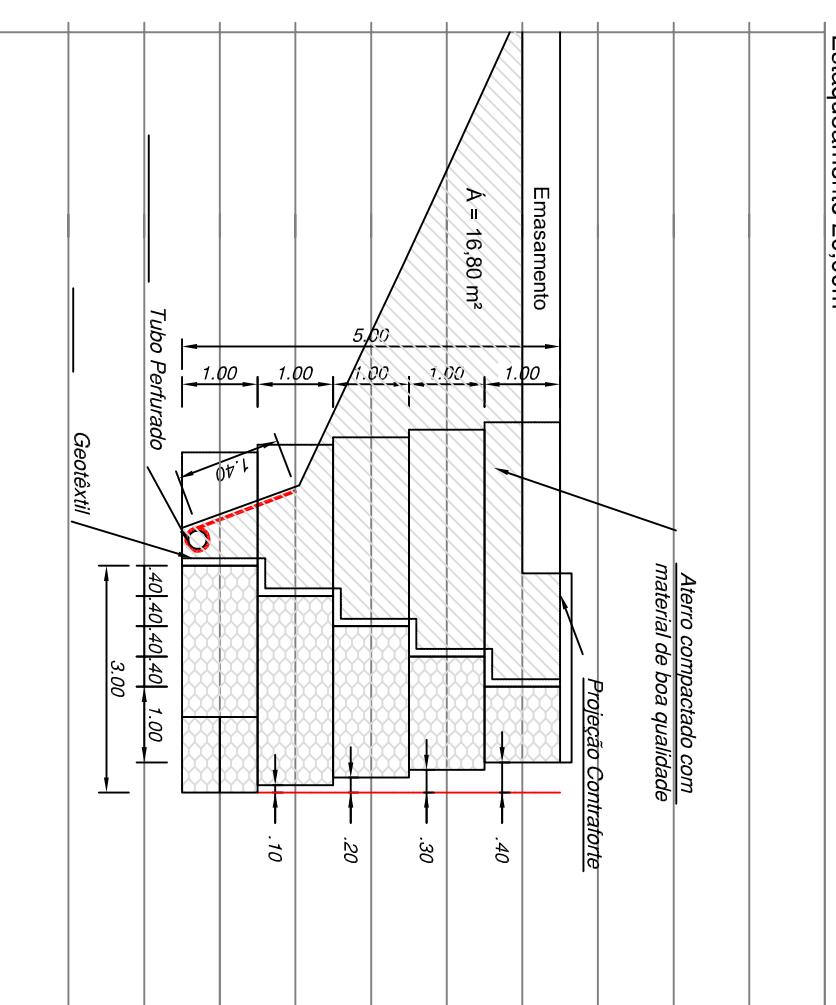 Emasamento
Á = 16,80 m²
5.00
1.00
1.00
1.00
1.00
1.00
1.40
Tubo Perfurado
Geotêxtil
Aterro compactado com
material de boa qualidade
Projeção Contraforte
.40
.40
.40
.40
1.00
3.00
.10
.20
.30
.40